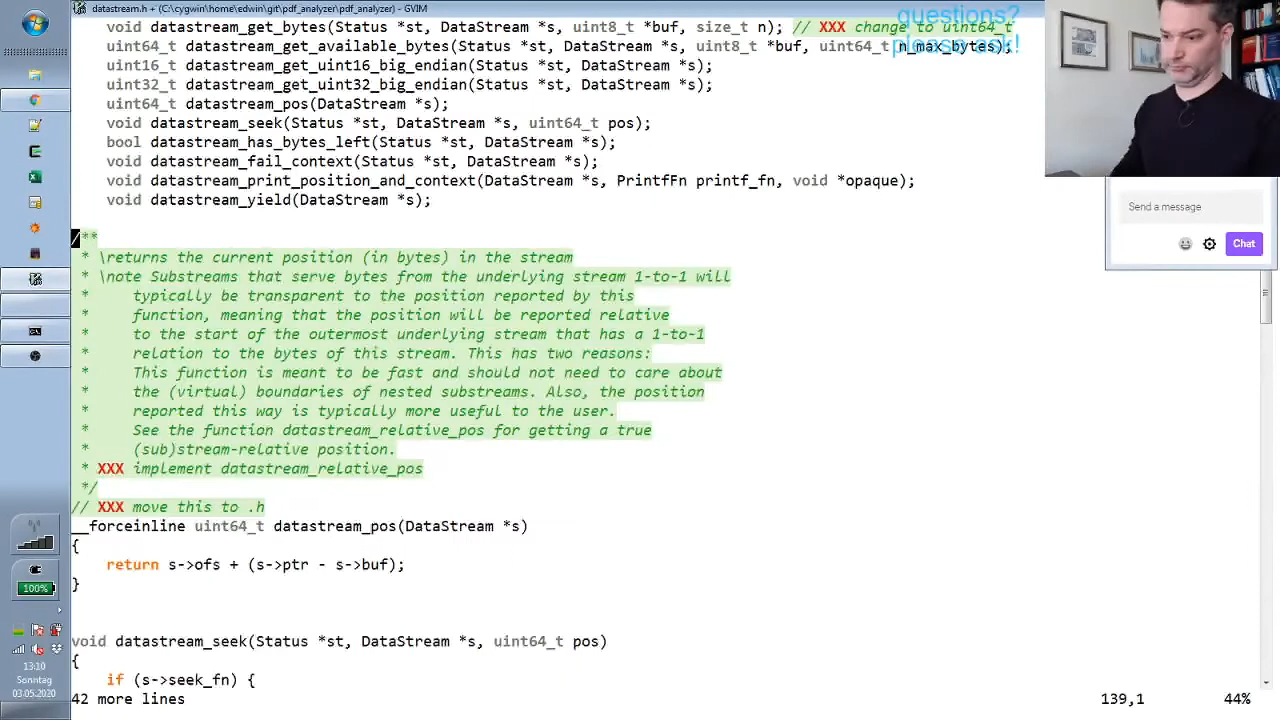 datastream.h + (C:\cygwin\home\edwin\git\pdf_analyzer\pdf_analyzer) - GVIM
questions?
please ask!
void datastream_get_bytes(Status *st, DataStream *s, uint8_t *buf, size_t n); // XXX change to uint64_t
uint64_t datastream_get_available_bytes(Status *st, DataStream *s, uint8_t *buf, uint64_t n_max_bytes);
uint16_t datastream_get_uint16_big_endian(Status *st, DataStream *s);
uint32_t datastream_get_uint32_big_endian(Status *st, DataStream *s);
uint64_t datastream_pos(DataStream *s);
void datastream_seek(Status *st, DataStream *s, uint64_t pos);
bool datastream_has_bytes_left(Status *st, DataStream *s);
void datastream_fail_context(Status *st, DataStream *s);
void datastream_print_position_and_context(DataStream *s, PrintfFn printf_fn, void *opaque);
void datastream_yield(DataStream *s);
/**
* \returns the current position (in bytes) in the stream
* \note Substreams that serve bytes from the underlying stream 1-to-1 will
* typically be transparent to the position reported by this
* function, meaning that the position will be reported relative
* to the start of the outermost underlying stream that has a 1-to-1
* relation to the bytes of this stream. This has two reasons:
* This function is meant to be fast and should not need to care about
* the (virtual) boundaries of nested substreams. Also, the position
* reported this way is typically more useful to the user.
* See the function datastream_relative_pos for getting a true
* (sub)stream-relative position.
* XXX implement datastream_relative_pos
*/
// XXX move this to .h
__forceinline uint64_t datastream_pos(DataStream *s)
{
return s->ofs + (s->ptr - s->buf);
}
void datastream_seek(Status *st, DataStream *s, uint64_t pos)
{
if (s->seek_fn) {
42 more lines
139,1
44%
Send a message
Chat
100%
13:10
Sonntag
03.05.2020